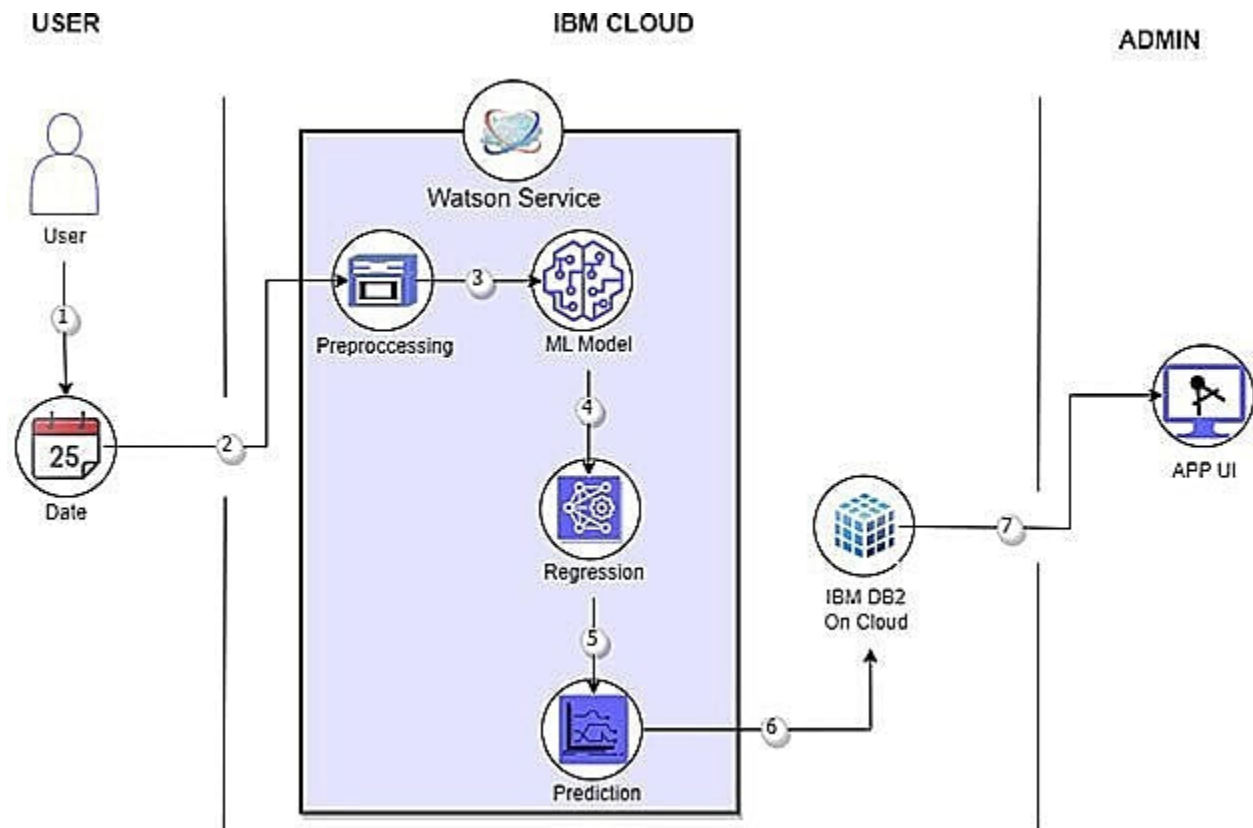 USER
IBM CLOUD
ADMIN
Watson Service
User
1
3
Preproccessing
ML Model
4
2
25
Date
APP UI
Regression
7
IBM DB2
On Cloud
5
6
Prediction